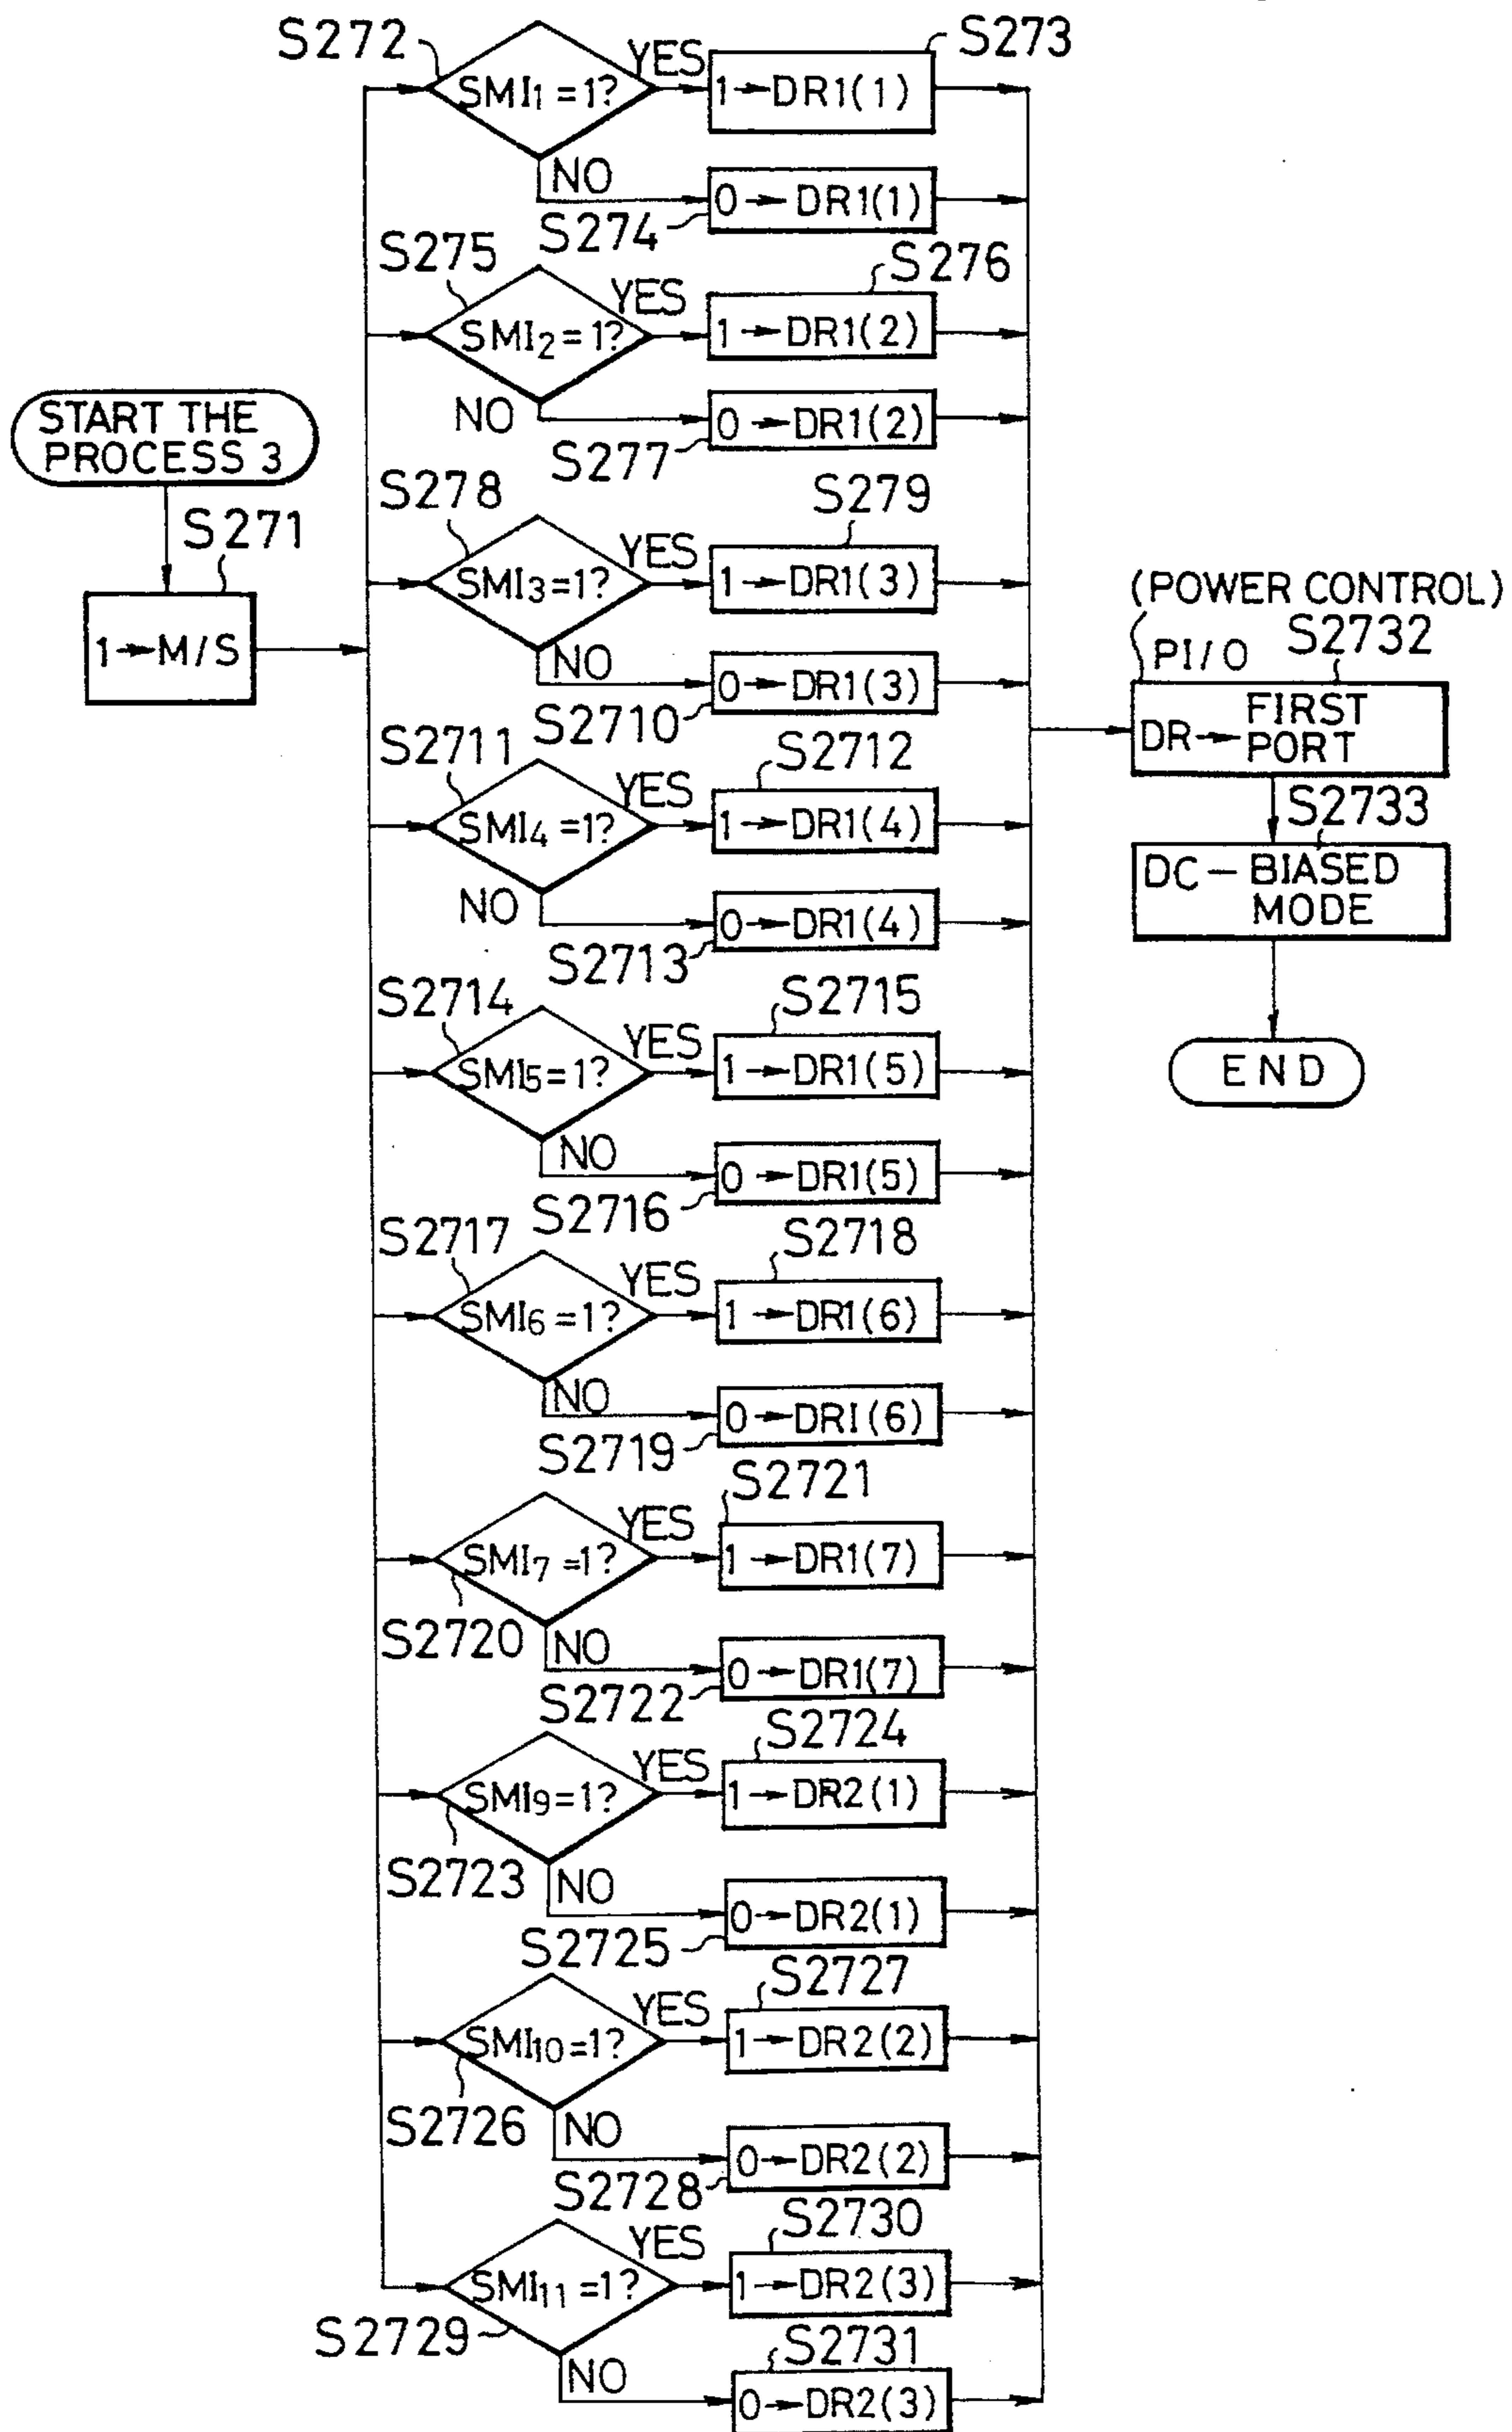 S272
SMI₁=1?
YES
1→DR1(1)
S273
NO
0→DR1(1)
S274
S275
SMI₂=1?
YES
1→DR1(2)
S276
NO
0→DR1(2)
S277
START THE
PROCESS 3
S271
1→M/S
S278
SMI₃=1?
YES
1→DR1(3)
S279
NO
0→DR1(3)
S2710
S2711
SMI₄=1?
YES
1→DR1(4)
S2712
NO
0→DR1(4)
S2713
S2714
SMI₅=1?
YES
1→DR1(5)
S2715
NO
0→DR1(5)
S2716
S2717
SMI₆=1?
YES
1→DR1(6)
S2718
NO
0→DRI(6)
S2719
S2721
SMI₇=1?
YES
1→DR1(7)
S2720
NO
0→DR1(7)
S2722
S2724
SMI₉=1?
YES
1→DR2(1)
S2723
NO
0→DR2(1)
S2725
S2727
SMI₁₀=1?
YES
1→DR2(2)
S2726
NO
0→DR2(2)
S2728
S2730
SMI₁₁=1?
YES
1→DR2(3)
S2729
S2731
NO
0→DR2(3)
(POWER CONTROL)
PI/O
S2732
DR→FIRST
PORT
S2733
DC-BIASED
MODE
END